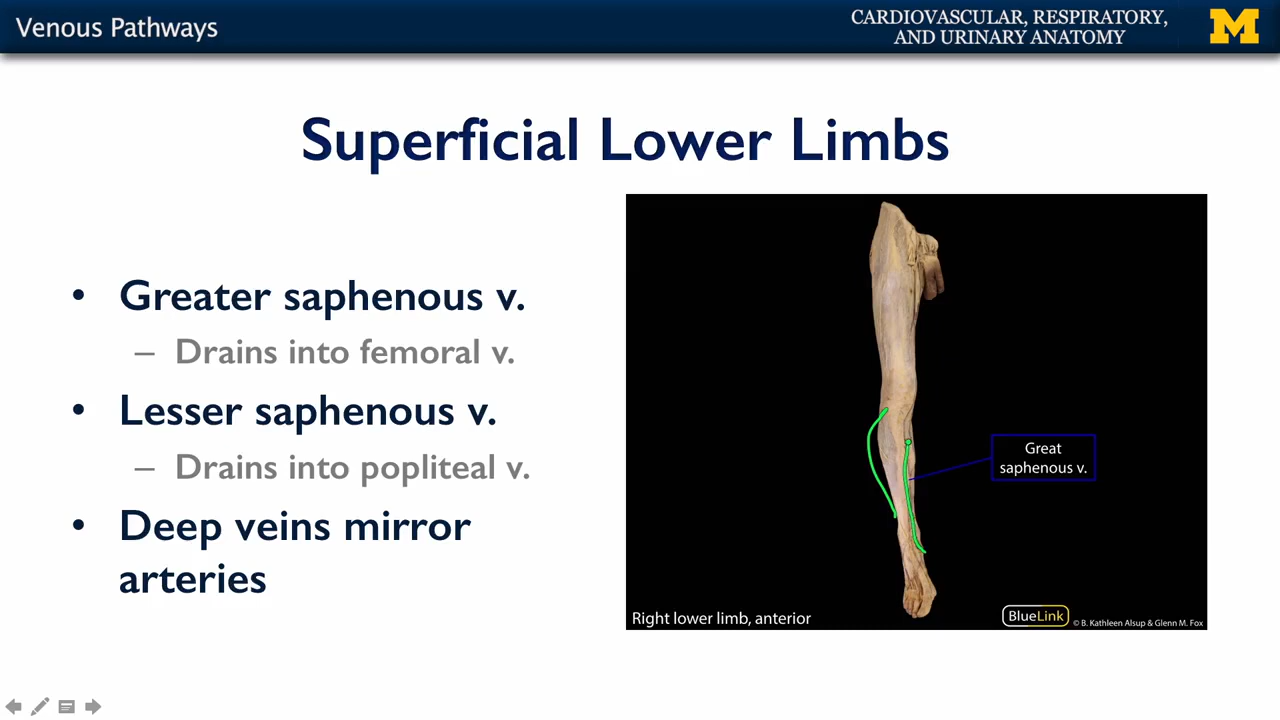 Venous Pathways
CARDIOVASCULAR, RESPIRATORY,
AND URINARY ANATOMY
M
Superficial Lower Limbs
• Greater saphenous v.
– Drains into femoral v.
• Lesser saphenous v.
– Drains into popliteal v.
• Deep veins mirror
arteries
Great
saphenous v.
Right lower limb, anterior
BlueLink
© B. Kathleen Alsup & Glenn M. Fox